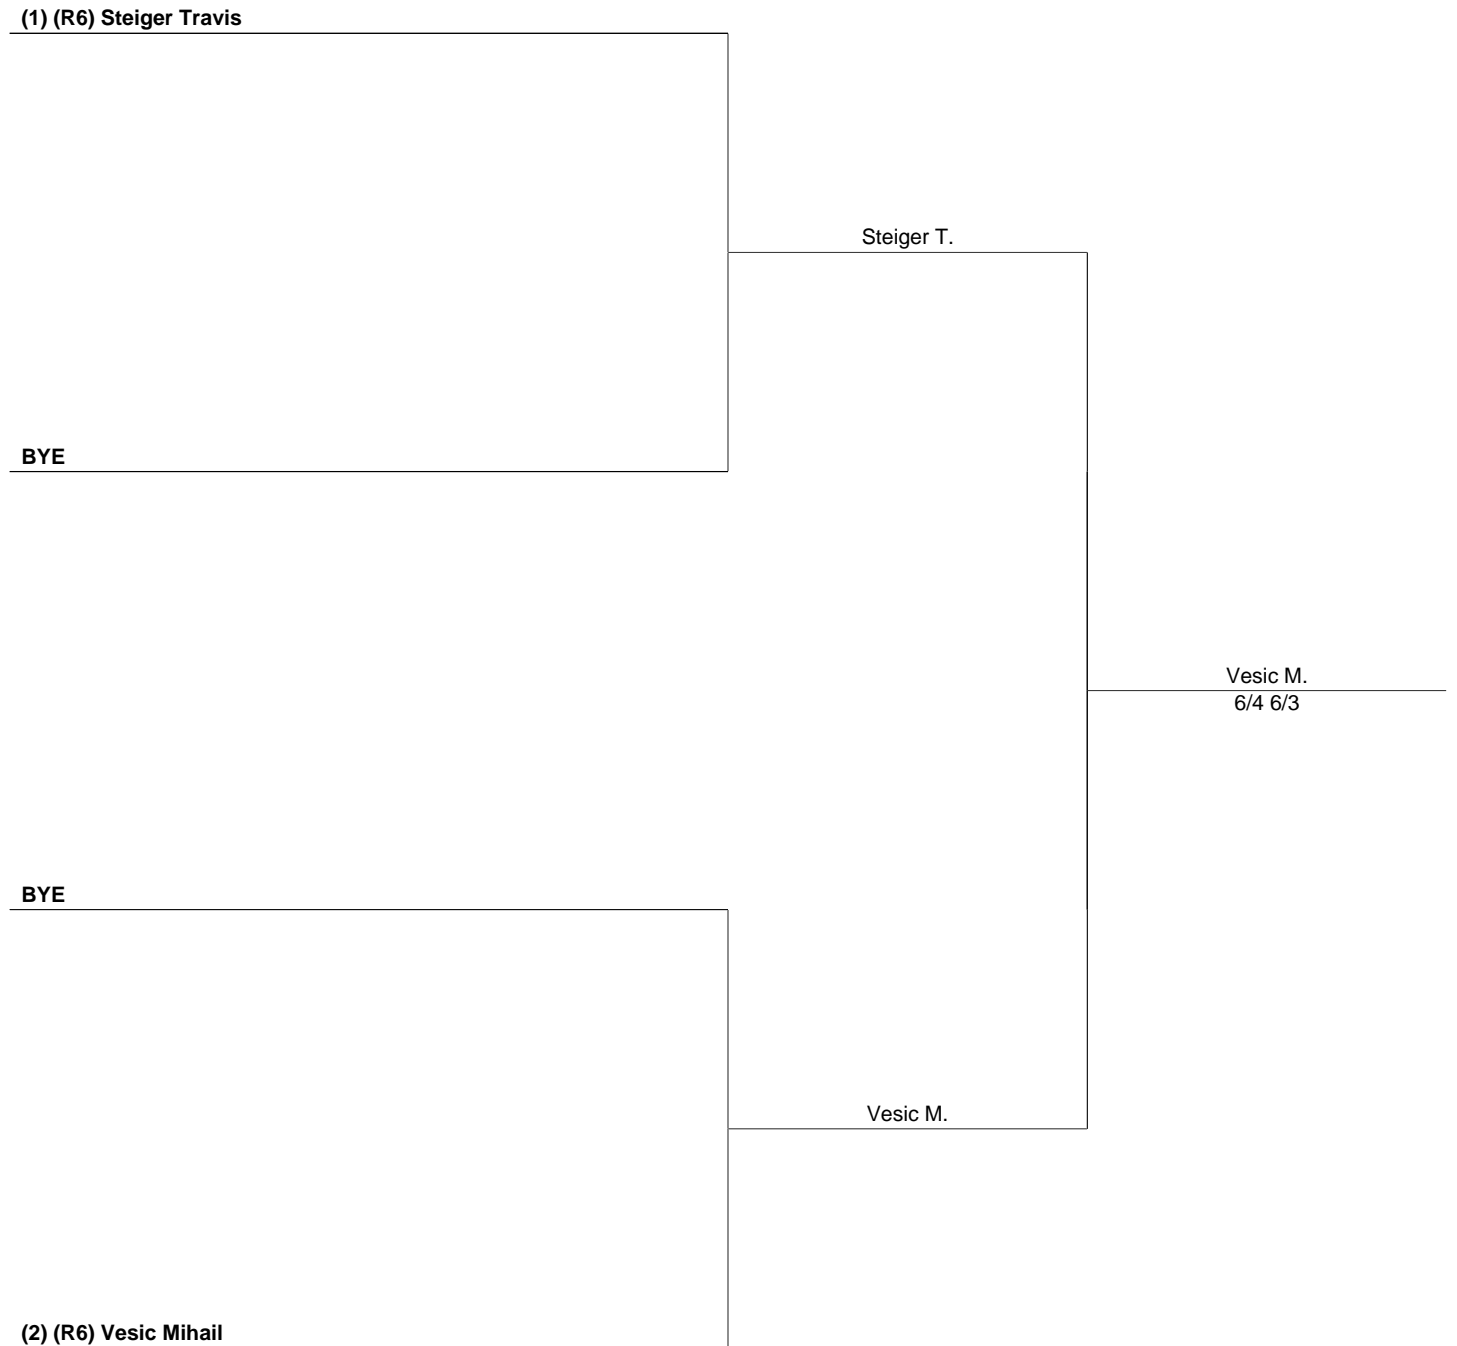 (1) (R6) Steiger Travis
Steiger T.
BYE
Vesic M.
6/4 6/3
BYE
Vesic M.
(2) (R6) Vesic Mihail